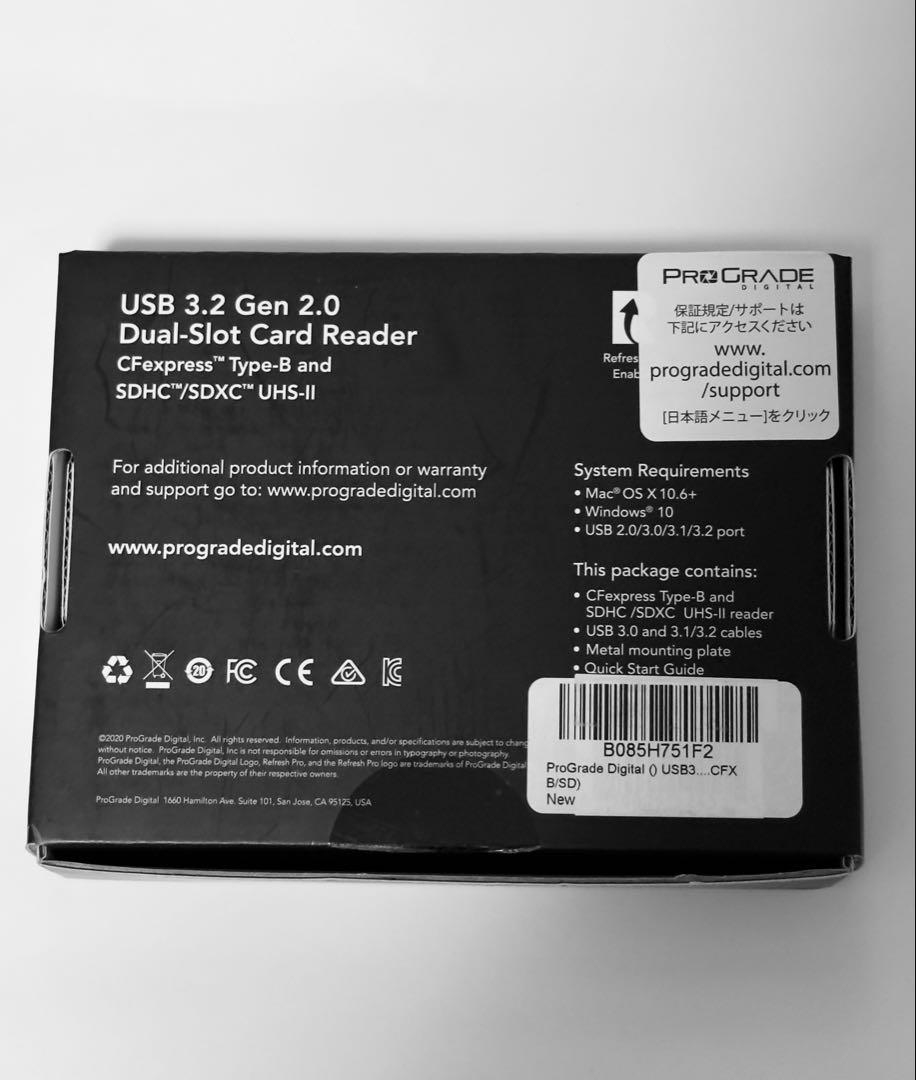 USB 3.2 Gen 2.0
Dual-Slot Card Reader
CFexpress™ Type-B and
SDHC™/SDXC™ UHS-II
PROGRADE
DIGITAL
保証規定/サポートは
下記にアクセスください
www.
progradedigital.com
/support
[日本語メニュー]をクリック
For additional product information or warranty
and support go to: www.progradedigital.com
www.progradedigital.com
System Requirements
• Mac® OS X 10.6+
• Windows® 10
• USB 2.0/3.0/3.1/3.2 port
This package contains:
• CFexpress Type-B and
SDHC /SDXC UHS-II reader
• USB 3.0 and 3.1/3.2 cables
• Metal mounting plate
• Quick Start Guide
20
FC
CE
©2020 ProGrade Digital, Inc. All rights reserved. Information, products, and/or specifications are subject to
without notice. ProGrade Digital, Inc is not responsible for omissions or errors in typography or photography.
ProGrade Digital, the ProGrade Digital Logo, Refresh Pro, and the Refresh Pro logo are trademarks of ProGrade Digital
All other trademarks are the property of their respective owners.
ProGrade Digital 1660 Hamilton Ave. Suite 101, San Jose, CA 95125, USA
B085H751F2
ProGrade Digital () USB3....CFX
B/SD)
New